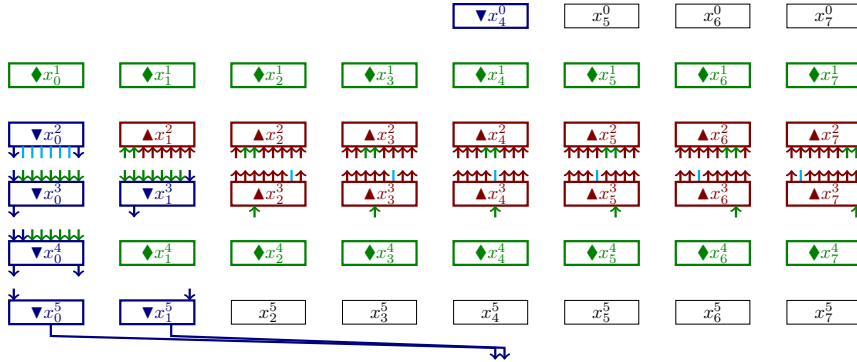 ▼x_4^0 x_5^0 x_6^0 x_7^0
♦x_0^1 ♦x_1^1 ♦x_2^1 ♦x_3^1 ♦x_4^1 ♦x_5^1 ♦x_6^1 ♦x_7^1
▼x_0^2 ▲x_1^2 ▲x_2^2 ▲x_3^2 ▲x_4^2 ▲x_5^2 ▲x_6^2 ▲x_7^2
▼x_0^3 ▼x_1^3 ▲x_2^3 ▲x_3^3 ▲x_4^3 ▲x_5^3 ▲x_6^3 ▲x_7^3
▼x_0^4 ♦x_1^4 ♦x_2^4 ♦x_3^4 ♦x_4^4 ♦x_5^4 ♦x_6^4 ♦x_7^4
▼x_0^5 ▼x_1^5 x_2^5 x_3^5 x_4^5 x_5^5 x_6^5 x_7^5